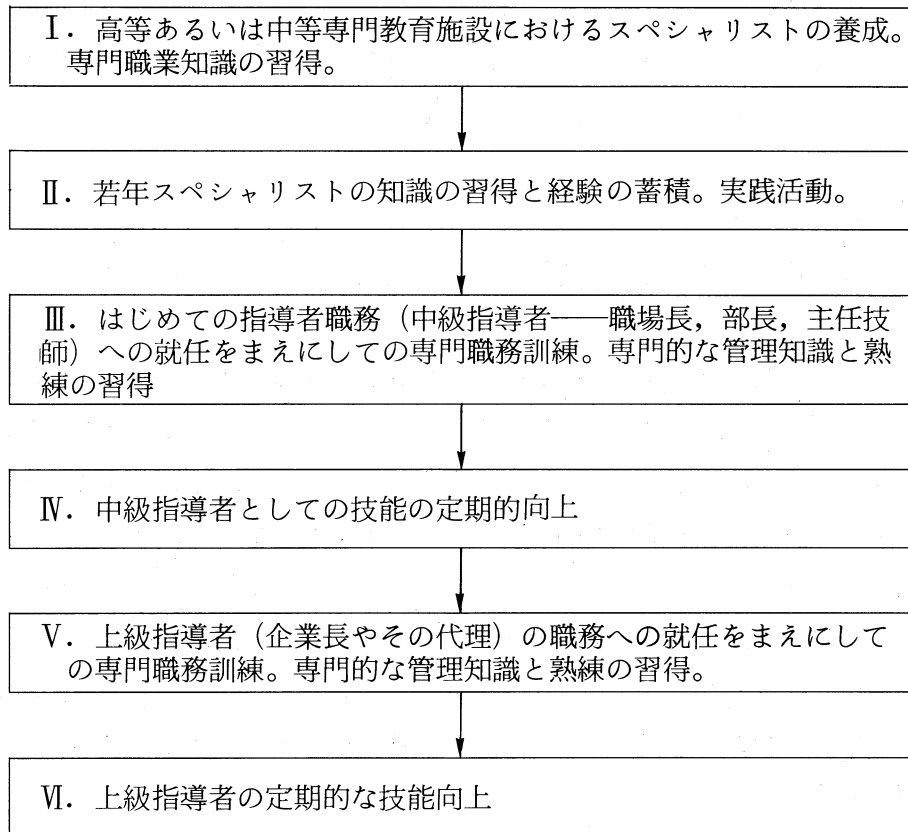 Ⅰ．高等あるいは中等専門教育施設におけるスペシャリストの養成。
専門職業知識の習得。
Ⅱ．若年スペシャリストの知識の習得と経験の蓄積。実践活動。
Ⅲ．はじめての指導者職務（中級指導者――職場長，部長，主任技
師）への就任をまえにしての専門職務訓練。専門的な管理知識と熟
練の習得
Ⅳ．中級指導者としての技能の定期的向上
Ⅴ．上級指導者（企業長やその代理）の職務への就任をまえにして
の専門職務訓練。専門的な管理知識と熟練の習得。
Ⅵ．上級指導者の定期的な技能向上